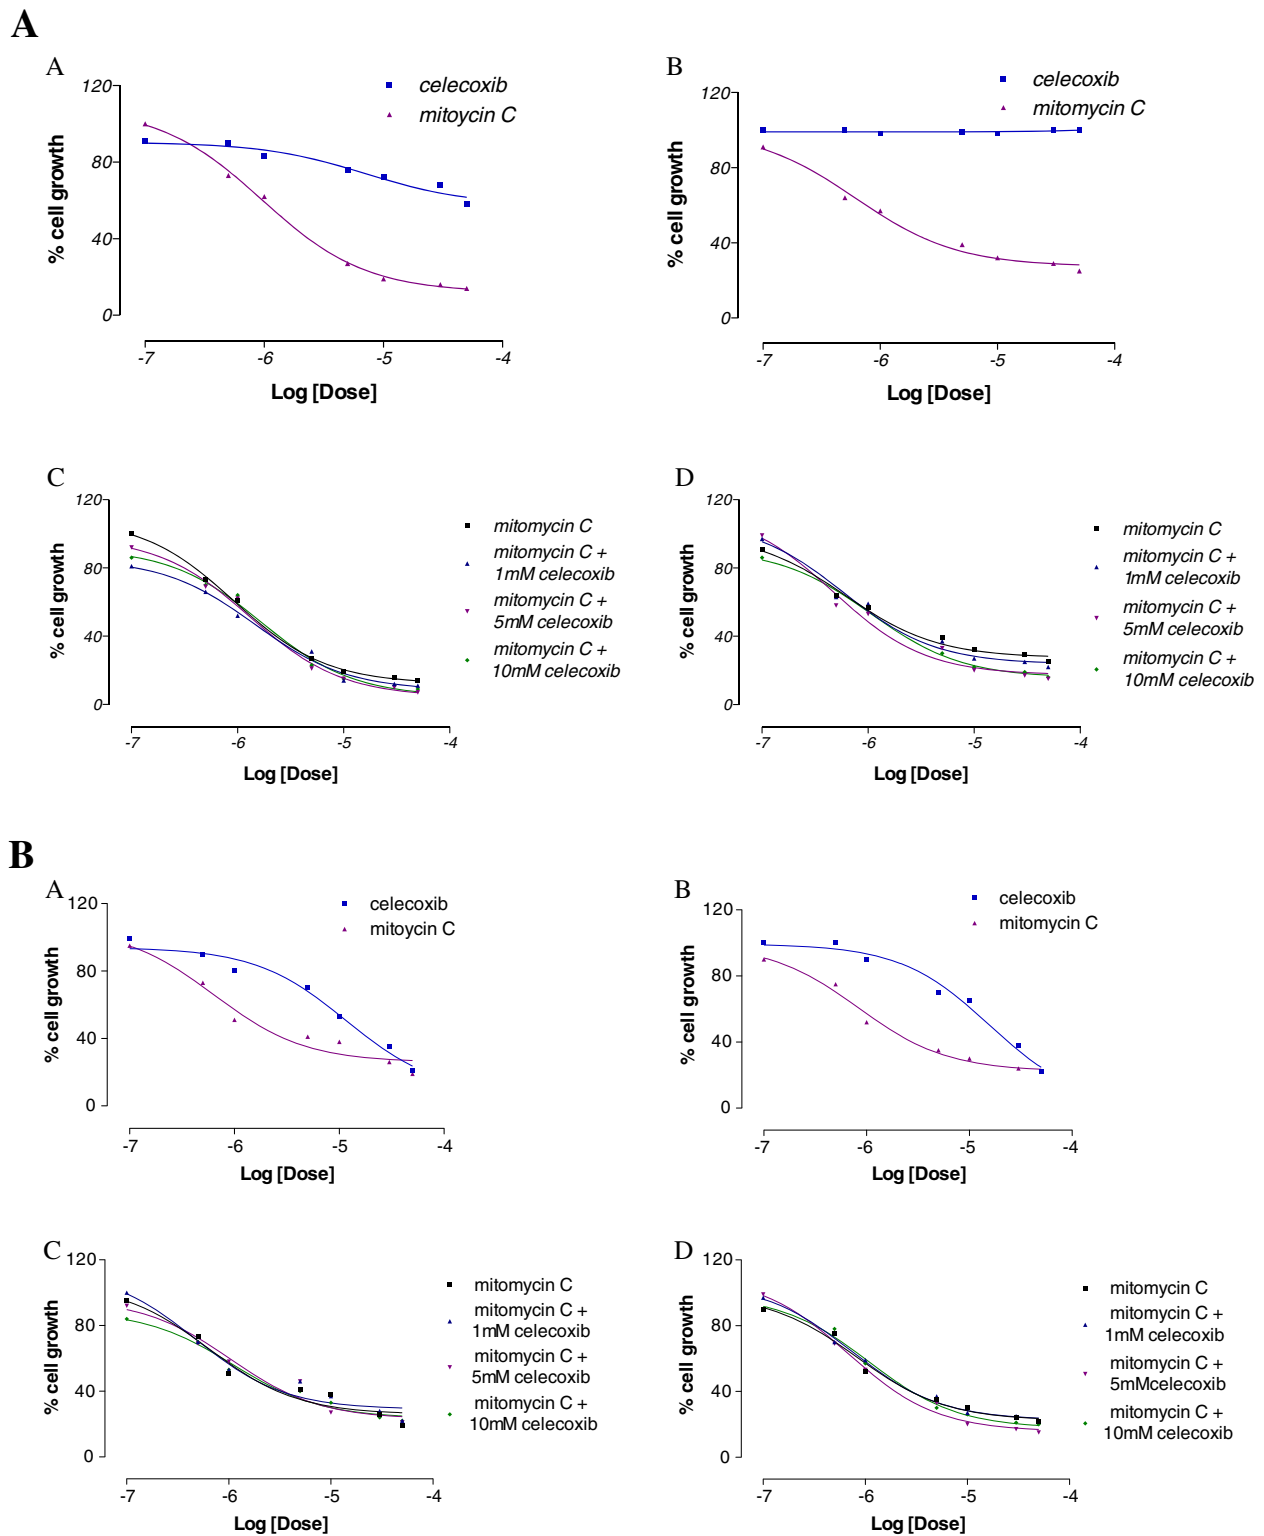 A
A
120
80
40
0
% cell growth
celecoxib
mitoycin C
-7
-6
-5
-4
Log [Dose]
B
120
80
40
0
% cell growth
celecoxib
mitomycin C
-7
-6
-5
-4
Log [Dose]
C
120
80
40
0
% cell growth
mitomycin C
mitomycin C +
1mM celecoxib
mitomycin C +
5mM celecoxib
mitomycin C +
10mM celecoxib
-7
-6
-5
-4
Log [Dose]
D
120
80
40
0
% cell growth
mitomycin C
mitomycin C +
1mM celecoxib
mitomycin C +
5mM celecoxib
mitomycin C +
10mM celecoxib
-7
-6
-5
-4
Log [Dose]
B
A
120
80
40
0
% cell growth
celecoxib
mitoycin C
-7
-6
-5
-4
Log [Dose]
B
120
80
40
0
% cell growth
celecoxib
mitomycin C
-7
-6
-5
-4
Log [Dose]
C
120
80
40
0
% cell growth
mitomycin C
mitomycin C +
1mM celecoxib
mitomycin C +
5mM celecoxib
mitomycin C +
10mM celecoxib
-7
-6
-5
-4
Log [Dose]
D
120
80
40
0
% cell growth
mitomycin C
mitomycin C +
1mM celecoxib
mitomycin C +
5mMcelecoxib
mitomycin C +
10mM celecoxib
-7
-6
-5
-4
Log [Dose]